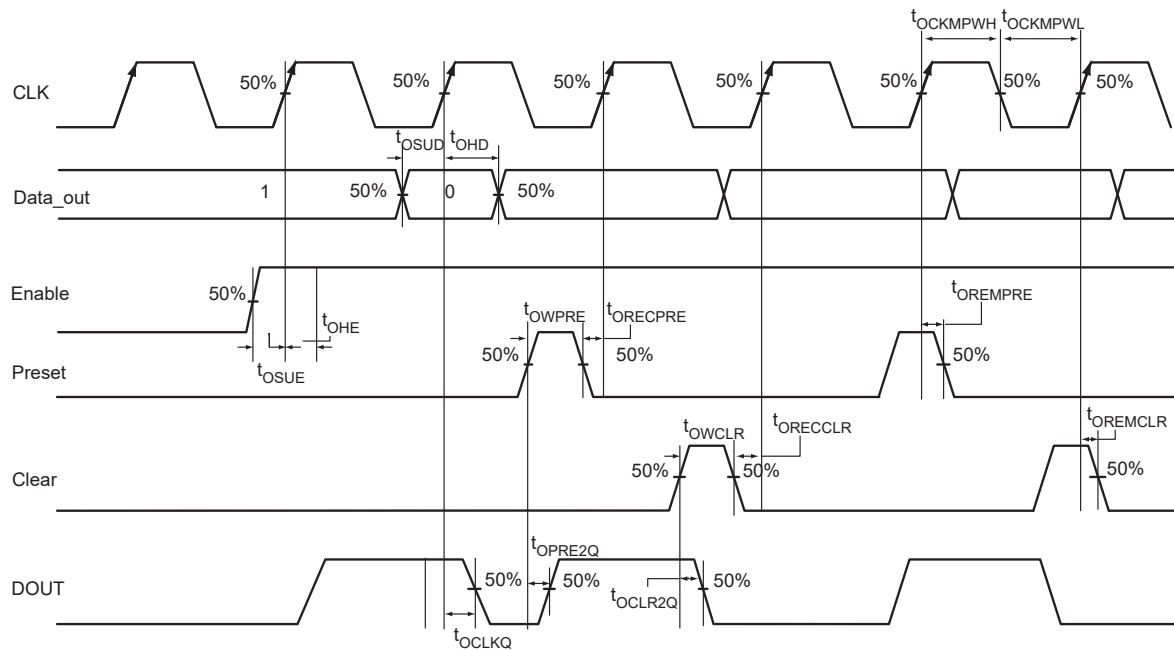 tOCKMPWH tOCKMPWL
CLK 50% 50% 50% 50% 50% 50% 50%
tOSUD tOHD
Data_out 1 50% 0 50%
Enable 50%
tOHE
tOSUE
tOWPRE tORECPRE tOREMPRE
Preset 50% 50% 50%
tOWCLR tORECCLR tOREMCLR
Clear 50% 50% 50%
tOPRE2Q
DOUT 50% 50% 50%
tOCLKQ tOCLR2Q